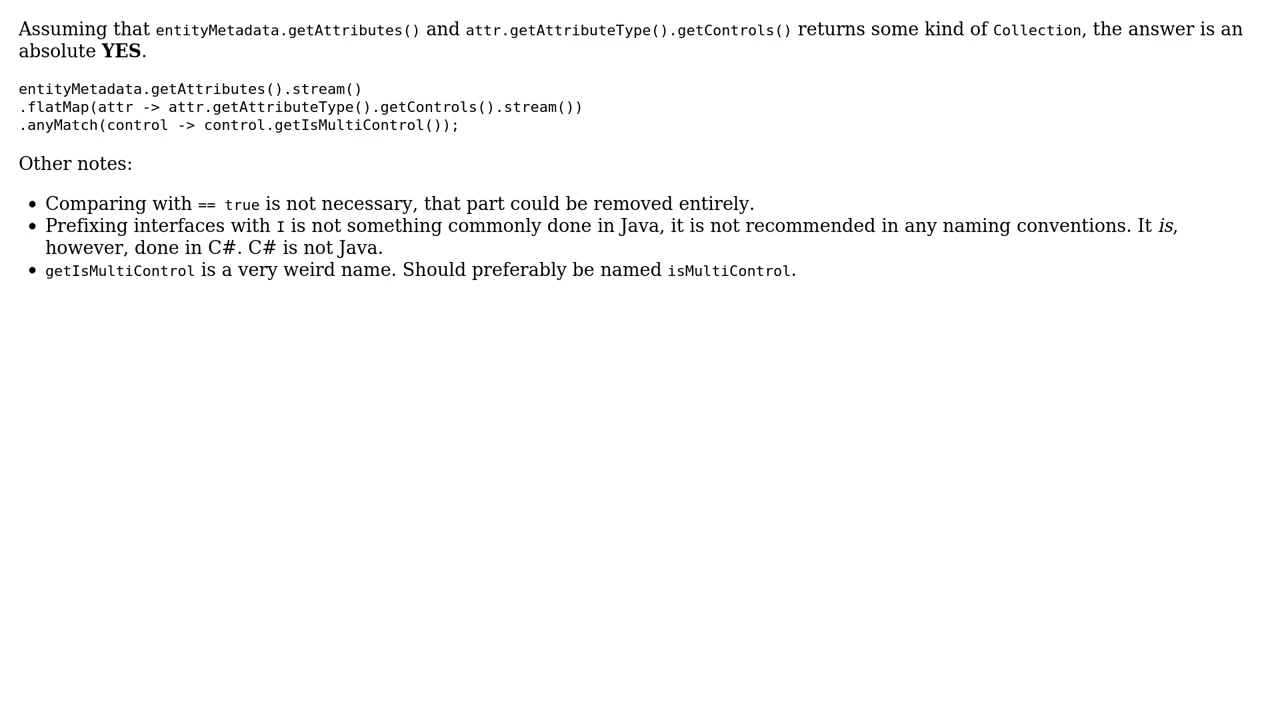 Assuming that entityMetadata.getAttributes() and attr.getAttributeType().getControls() returns some kind of Collection, the answer is an
absolute YES.
entityMetadata.getAttributes().stream()
.flatMap(attr -> attr.getAttributeType().getControls().stream())
.anyMatch(control -> control.getIsMultiControl());
Other notes:
• Comparing with == true is not necessary, that part could be removed entirely.
• Prefixing interfaces with I is not something commonly done in Java, it is not recommended in any naming conventions. It is,
however, done in C#. C# is not Java.
• getIsMultiControl is a very weird name. Should preferably be named isMultiControl.